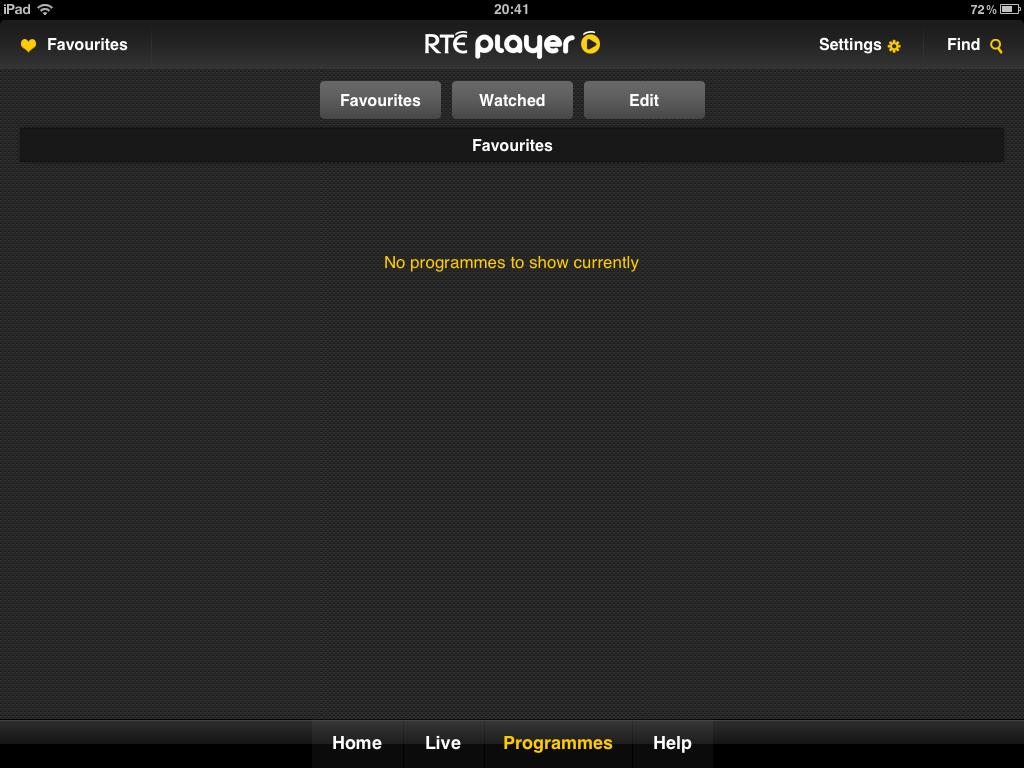 iPad 20:41 72%
Favourites RTÉ player Settings Find
Favourites Watched Edit
Favourites
No programmes to show currently
Home Live Programmes Help